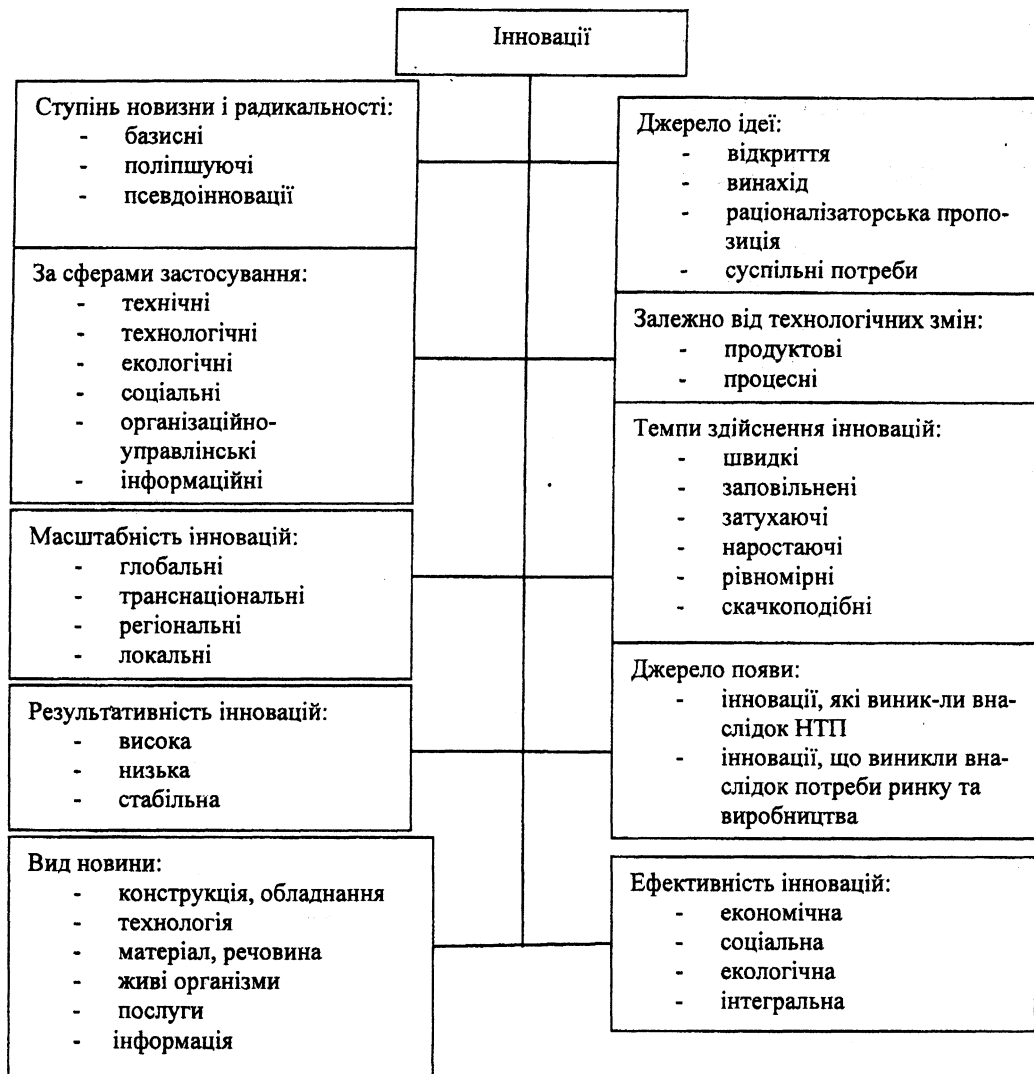 Інновації
Ступінь новизни і радикальності:
- базисні
- поліпшуючі
- псевдоінновації
За сферами застосування:
- технічні
- технологічні
- екологічні
- соціальні
- організаційно-
управлінські
- інформаційні
Масштабність інновацій:
- глобальні
- транснаціональні
- регіональні
- локальні
Результативність інновацій:
- висока
- низька
- стабільна
Вид новини:
- конструкція, обладнання
- технологія
- матеріал, речовина
- живі організми
- послуги
- інформація
Джерело ідеї:
- відкриття
- винахід
- раціоналізаторська пропо-
зиція
- суспільні потреби
Залежно від технологічних змін:
- продуктові
- процесні
Темпи здійснення інновацій:
- швидкі
- заповільнені
- затухаючі
- наростаючі
- рівномірні
- скачкоподібні
Джерело появи:
- інновації, які виник-ли вна-
слідок НТП
- інновації, що виникли вна-
слідок потреби ринку та
виробництва
Ефективність інновацій:
- економічна
- соціальна
- екологічна
- інтегральна